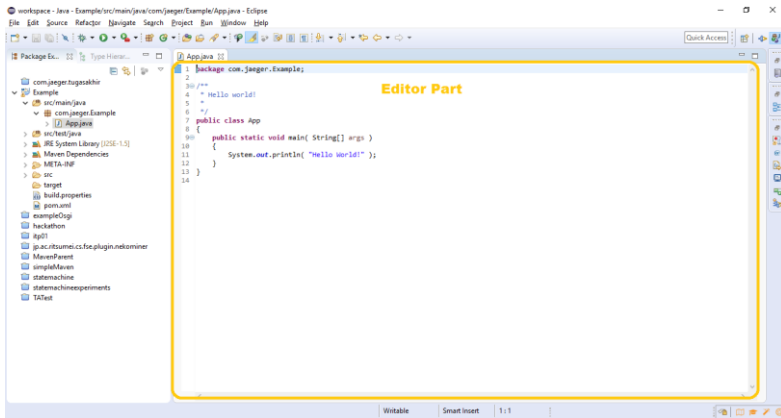 workspace - Java - Example/src/main/java/com/jaeger/Example/App.java - Eclipse
File Edit Source Refactor Navigate Search Project Run Window Help
Quick Access
Package Ex... Type Hierar...
com.jaeger.tugasakhir
Example
src/main/java
com.jaeger.Example
App.java
src/test/java
JRE System Library [J2SE-1.5]
Maven Dependencies
META-INF
src
target
build.properties
pom.xml
exampleOsgi
hackathon
itp01
jp.ac.ritsumei.cs.fse.plugin.nekominer
MavenParent
simpleMaven
statemachine
statemachineexperiments
TATest
App.java
Editor Part
1 package com.jaeger.Example;
2
3 /**
4 * Hello world!
5 *
6 */
7 public class App
8 {
9 public static void main( String[] args )
10 {
11 System.out.println( "Hello World!" );
12 }
13 }
14
Writable Smart Insert 1:1